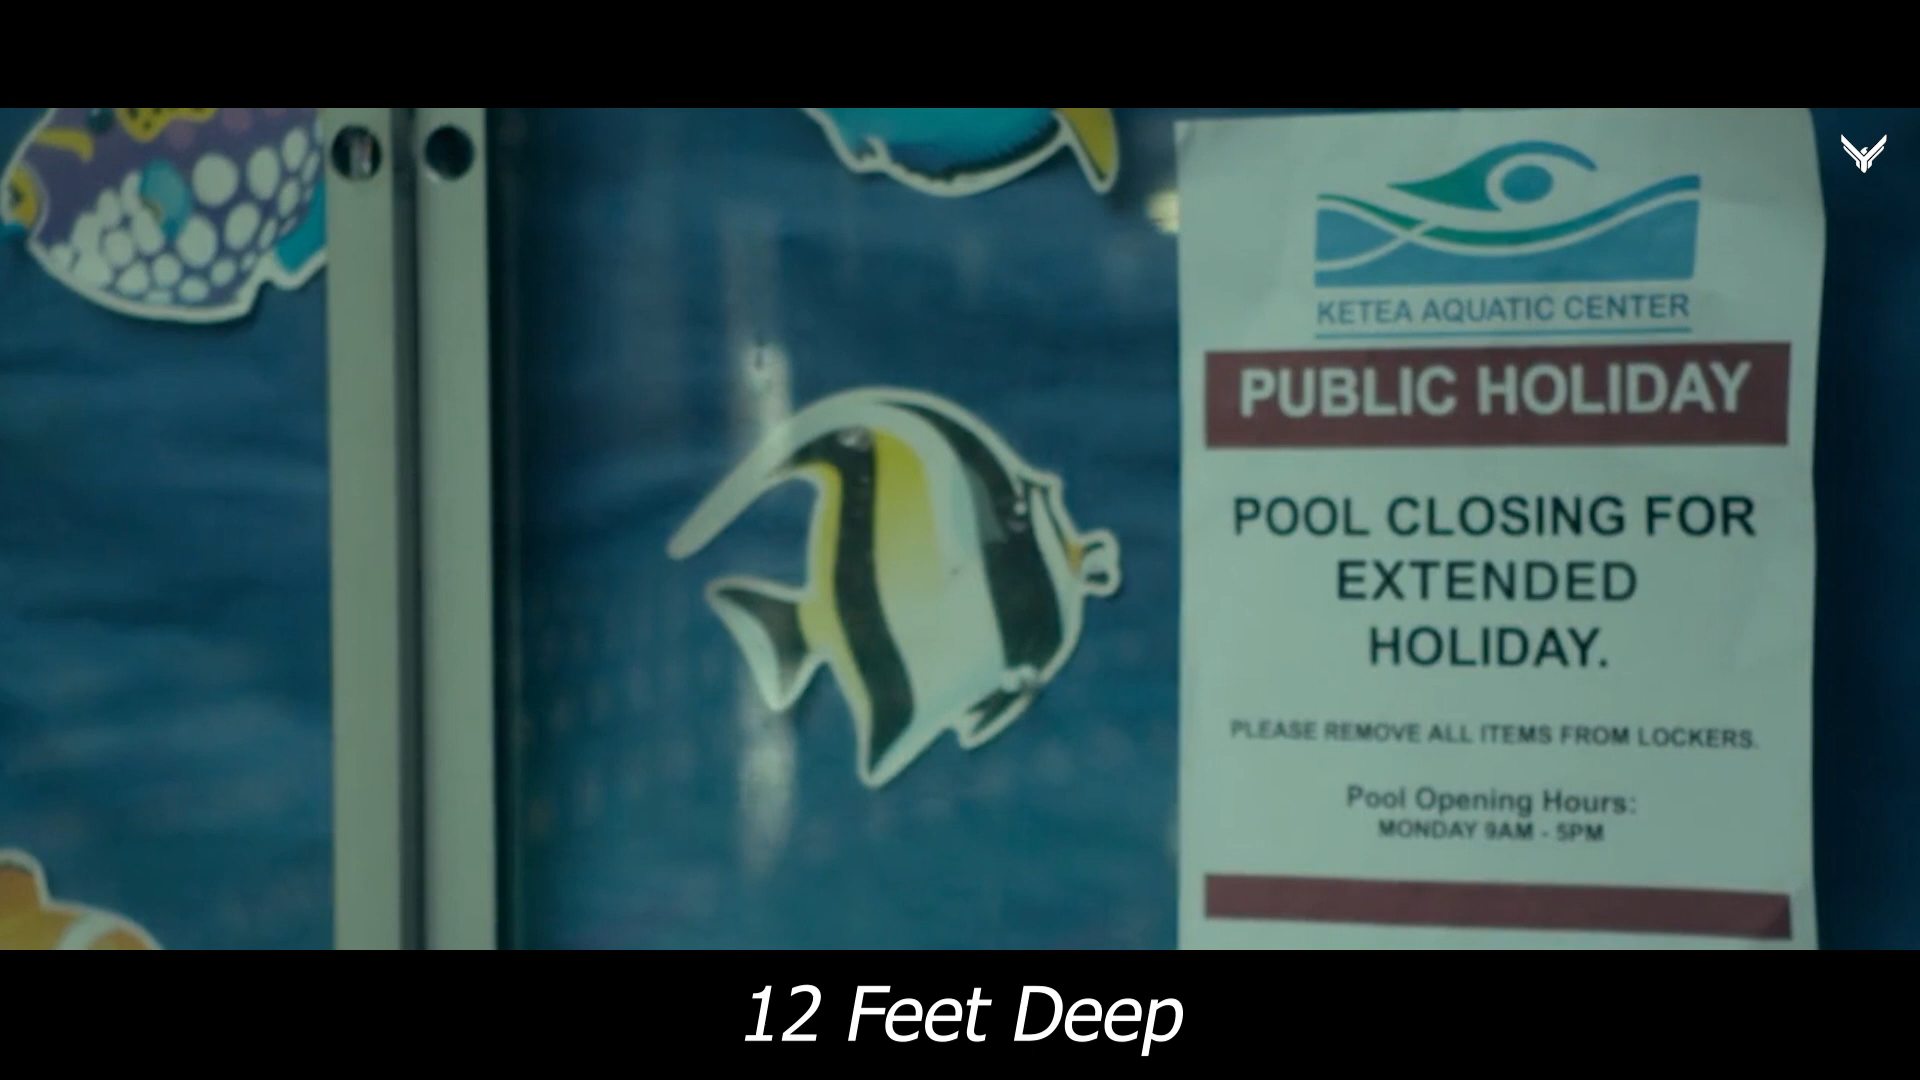 KETEA AQUATIC CENTER
PUBLIC HOLIDAY
POOL CLOSING FOR
EXTENDED
HOLIDAY.
PLEASE REMOVE ALL ITEMS FROM LOCKERS.
Pool Opening Hours:
MONDAY 9AM - 5PM
12 Feet Deep